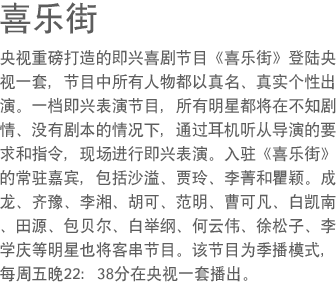 喜乐街
央视重磅打造的即兴喜剧节目《喜乐街》登陆央
视一套，节目中所有人物都以真名、真实个性出
演。一档即兴表演节目，所有明星都将在不知剧
情、没有剧本的情况下，通过耳机听从导演的要
求和指令，现场进行即兴表演。入驻《喜乐街》
的常驻嘉宾，包括沙溢、贾玲、李菁和瞿颖。成
龙、齐豫、李湘、胡可、范明、曹可凡、白凯南
、田源、包贝尔、白举纲、何云伟、徐松子、李
学庆等明星也将客串节目。该节目为季播模式，
每周五晚22：38分在央视一套播出。